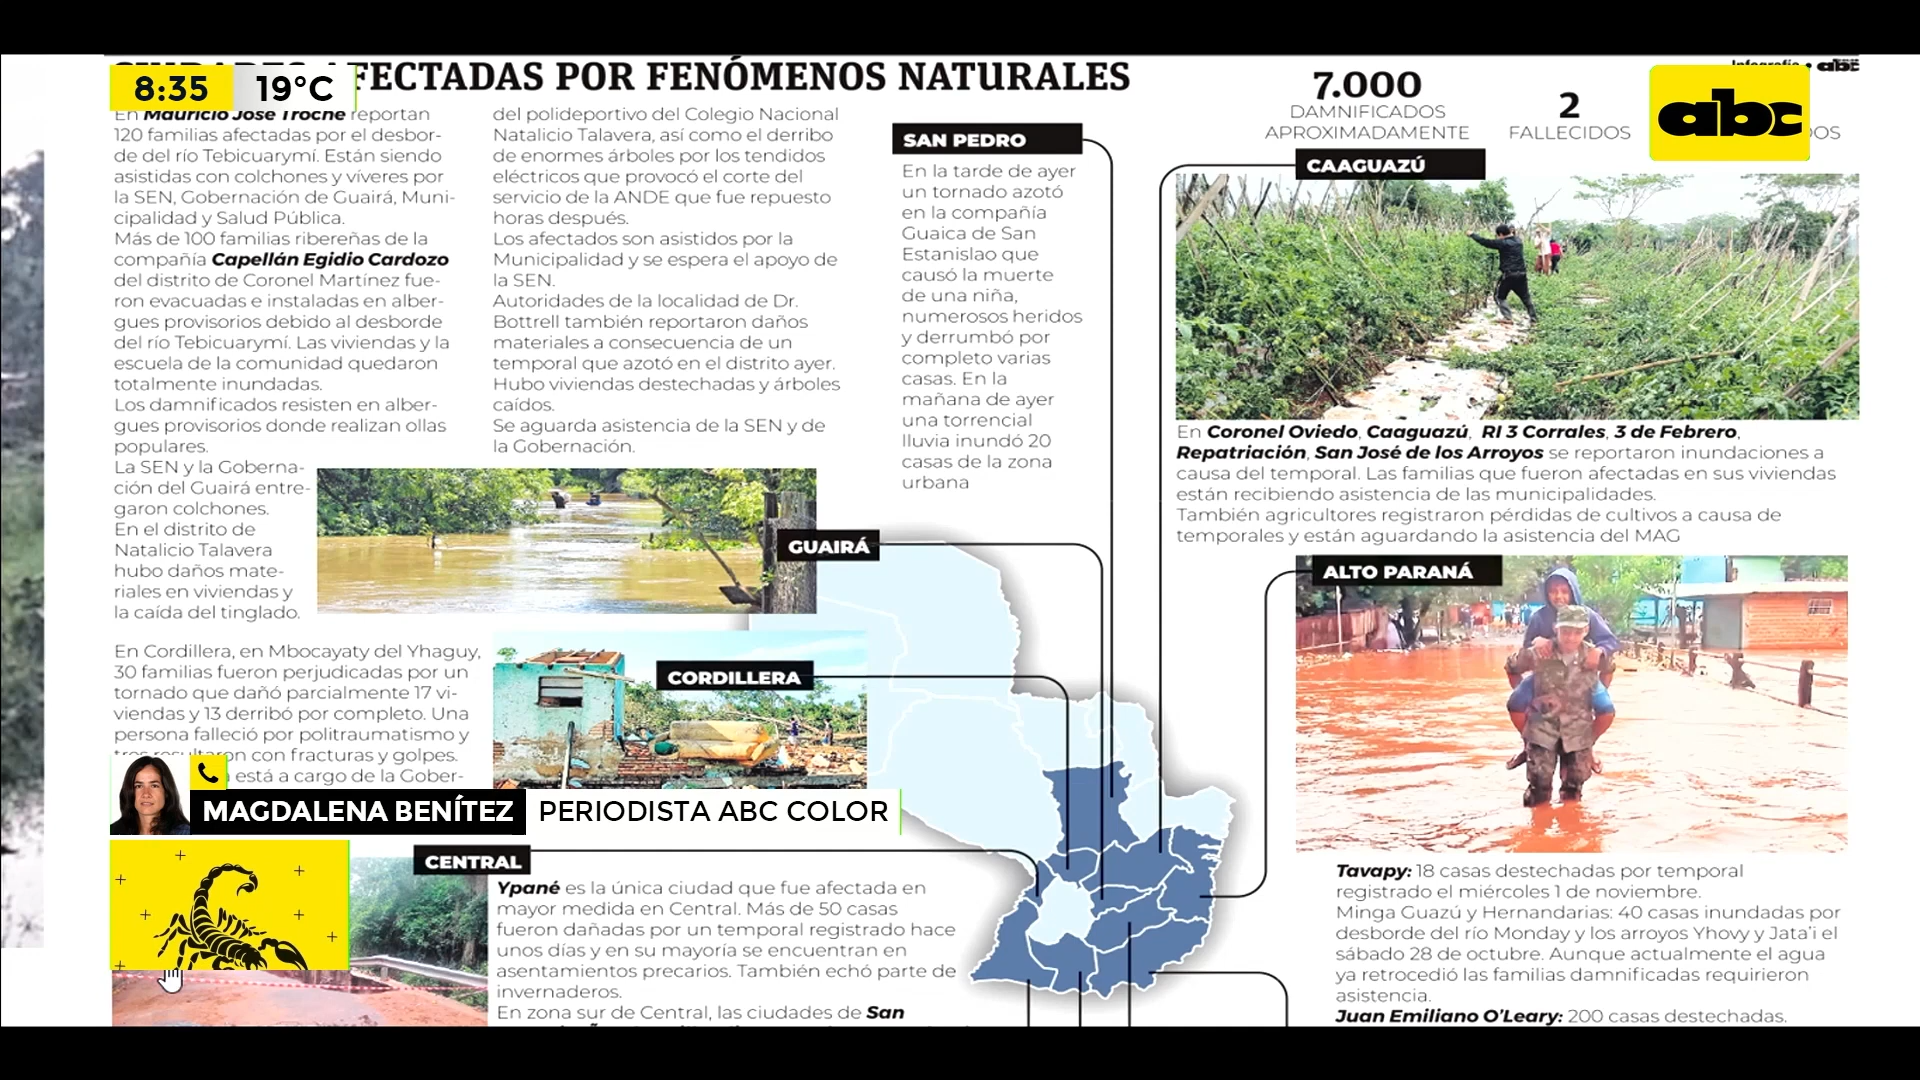 8:35 19°C
FECTADAS POR FENÓMENOS NATURALES
7.000
DAMNIFICADOS
APROXIMADAMENTE
2
FALLECIDOS
abc
abc
En Mauricio José Troche reportan
120 familias afectadas por el desbor-
de del río Tebicuarymí. Están siendo
asistidas con colchones y víveres por
la SEN, Gobernación de Guairá, Muni-
cipalidad y Salud Pública.
Más de 100 familias ribereñas de la
compañía Capellán Egidio Cardozo
del distrito de Coronel Martínez fue-
ron evacuadas e instaladas en alber-
gues provisorios debido al desborde
del río Tebicuarymí. Las viviendas y la
escuela de la comunidad quedaron
totalmente inundadas.
Los damnificados resisten en alber-
gues provisorios donde realizan ollas
populares.
La SEN y la Goberna-
ción del Guairá entre-
garon colchones.
En el distrito de
Natalicio Talavera
hubo daños mate-
riales en viviendas y
la caída del tinglado.
del polideportivo del Colegio Nacional
Natalicio Talavera, así como el derribo
de enormes árboles por los tendidos
eléctricos que provocó el corte del
servicio de la ANDE que fue repuesto
horas después.
Los afectados son asistidos por la
Municipalidad y se espera el apoyo de
la SEN.
Autoridades de la localidad de Dr.
Bottrell también reportaron daños
materiales a consecuencia de un
temporal que azotó en el distrito ayer.
Hubo viviendas destechadas y árboles
caídos.
Se aguarda asistencia de la SEN y de
la Gobernación.
GUAIRÁ
SAN PEDRO
En la tarde de ayer
un tornado azotó
en la compañía
Guaica de San
Estanislao que
causó la muerte
de una niña,
numerosos heridos
y derrumbó por
completo varias
casas. En la
mañana de ayer
una torrencial
lluvia inundó 20
casas de la zona
urbana
CAAGUAZÚ
En Coronel Oviedo, Caaguazú, RI 3 Corrales, 3 de Febrero,
Repatriación, San José de los Arroyos se reportaron inundaciones a
causa del temporal. Las familias que fueron afectadas en sus viviendas
están recibiendo asistencia de las municipalidades.
También agricultores registraron pérdidas de cultivos a causa de
temporales y están aguardando la asistencia del MAG
ALTO PARANÁ
Tavapy: 18 casas destechadas por temporal
registrado el miércoles 1 de noviembre.
Minga Guazú y Hernandarias: 40 casas inundadas por
desborde del río Monday y los arroyos Yhovy y Jata'i el
sábado 28 de octubre. Aunque actualmente el agua
ya retrocedió las familias damnificadas requirieron
asistencia.
Juan Emiliano O'Leary: 200 casas destechadas.
CORDILLERA
En Cordillera, en Mbocayaty del Yhaguy,
30 familias fueron perjudicadas por un
tornado que dañó parcialmente 17 vi-
viendas y 13 derribó por completo. Una
persona falleció por politraumatismo y
tres resultaron con fracturas y golpes.
está a cargo de la Gober-
MAGDALENA BENÍTEZ PERIODISTA ABC COLOR
CENTRAL
Ypané es la única ciudad que fue afectada en
mayor medida en Central. Más de 50 casas
fueron dañadas por un temporal registrado hace
unos días y en su mayoría se encuentran en
asentamientos precarios. También echó parte de
invernaderos.
En zona sur de Central, las ciudades de San